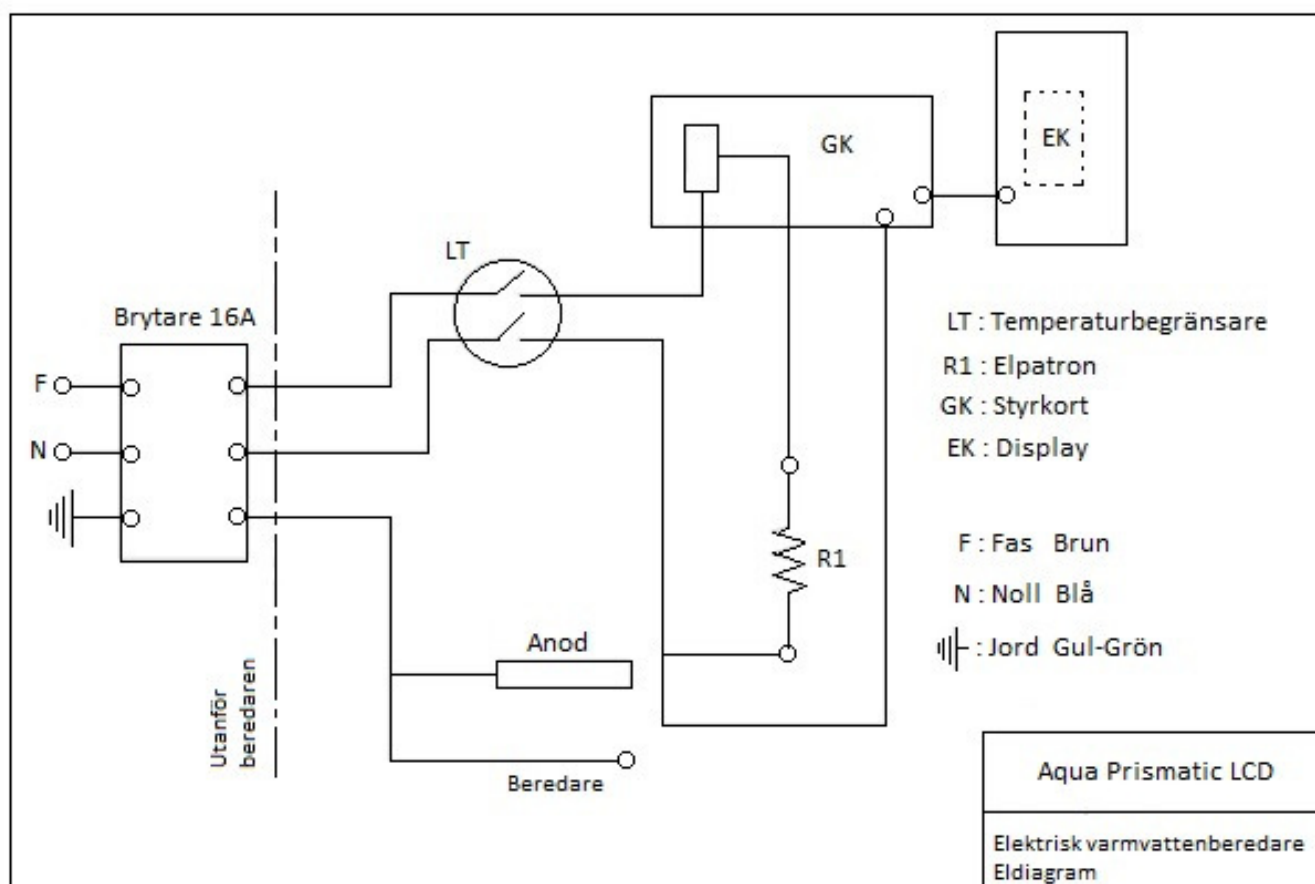 EK
GK
LT
Brytare 16A
F
N
LT : Temperaturbegränsare
R1 : Elpatron
GK : Styrkort
EK : Display
R1
F : Fas Brun
N : Noll Blå
: Jord Gul-Grön
Anod
Utanför
beredaren
Beredare
Aqua Prismatic LCD
Elektrisk varmvattenberedare
Eldiagram